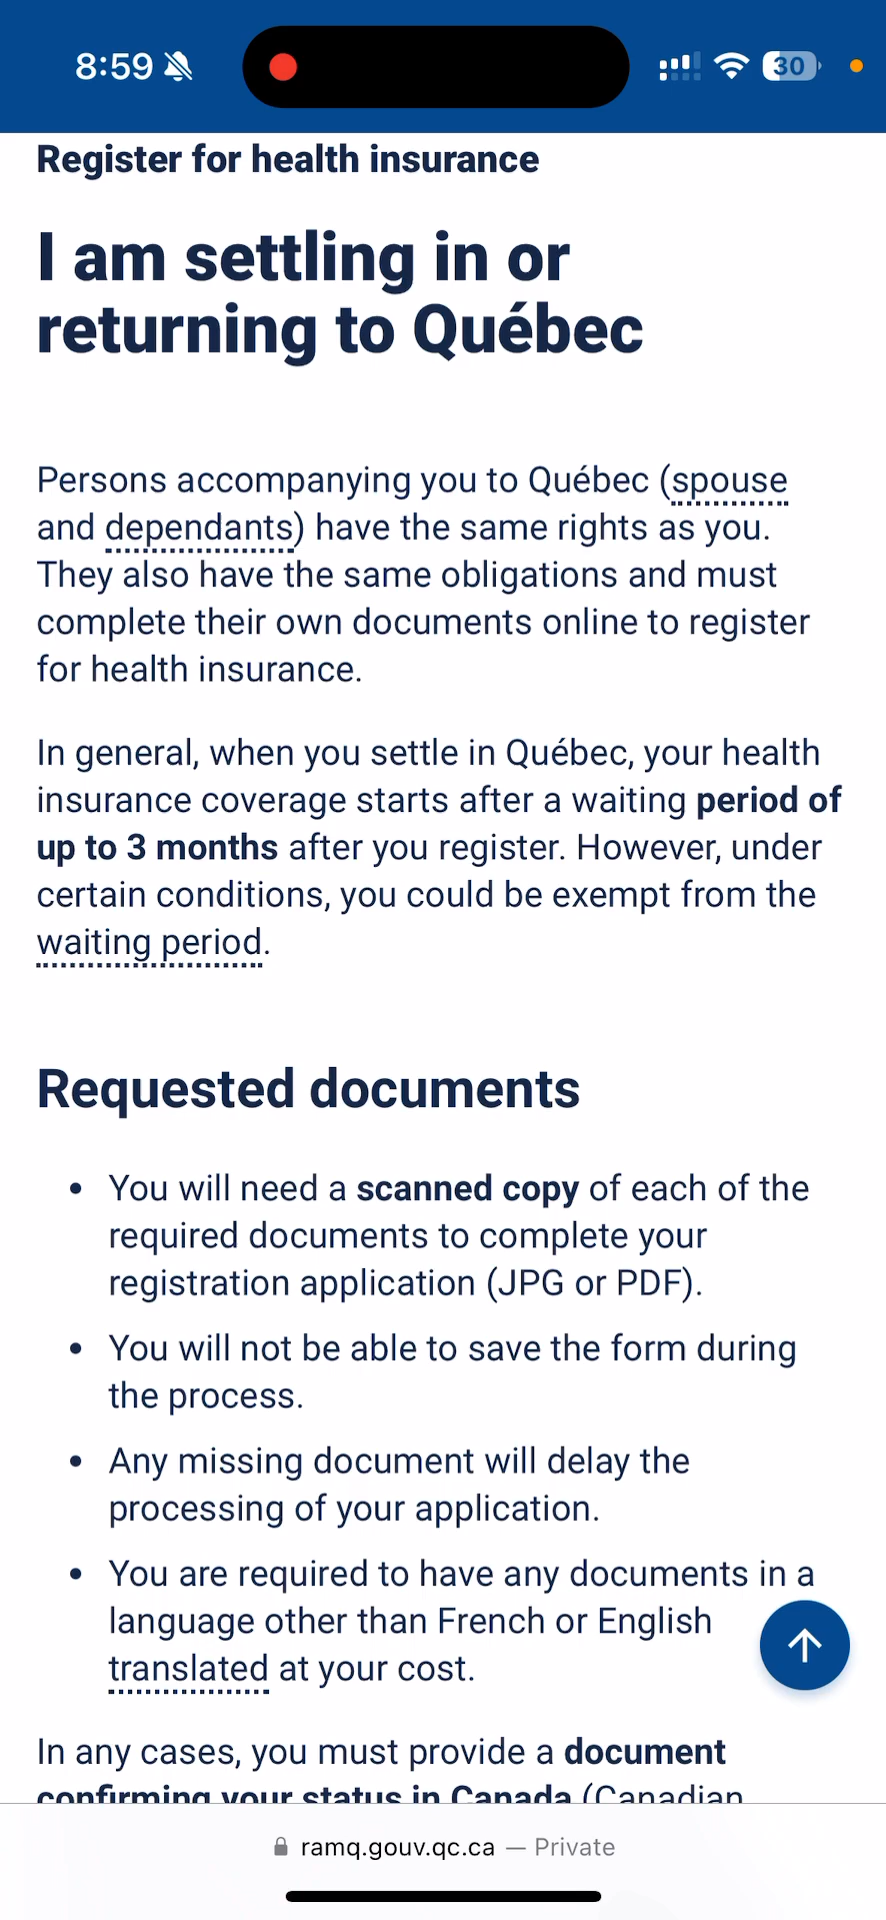 8:59
30
Register for health insurance
I am settling in or
returning to Québec
Persons accompanying you to Québec (spouse
and dependants) have the same rights as you.
They also have the same obligations and must
complete their own documents online to register
for health insurance.
In general, when you settle in Québec, your health
insurance coverage starts after a waiting period of
up to 3 months after you register. However, under
certain conditions, you could be exempt from the
waiting period.
Requested documents
• You will need a scanned copy of each of the
required documents to complete your
registration application (JPG or PDF).
• You will not be able to save the form during
the process.
• Any missing document will delay the
processing of your application.
• You are required to have any documents in a
language other than French or English
translated at your cost.
In any cases, you must provide a document
confirming your status in Canada (Canadian
ramq.gouv.qc.ca — Private